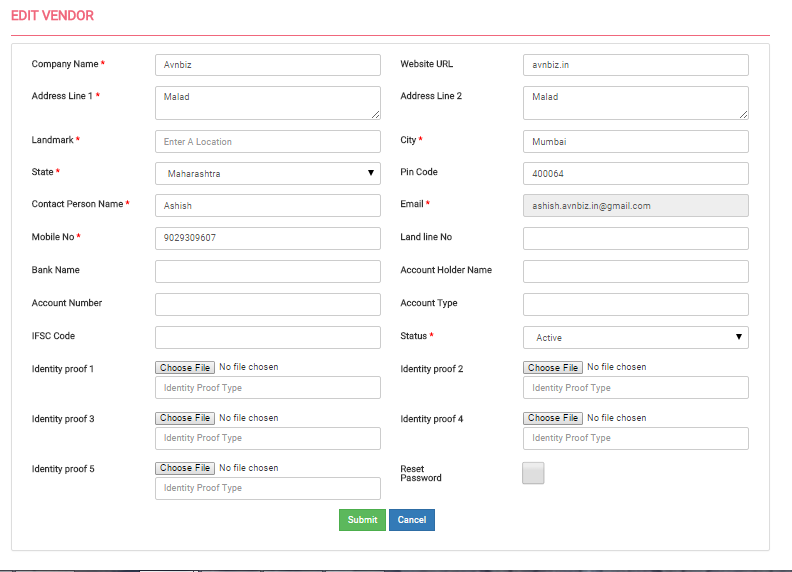 EDIT VENDOR
Company Name * Avnbiz Website URL avnbiz.in
Address Line 1 * Malad Address Line 2 Malad
Landmark * Enter A Location City * Mumbai
State * Maharashtra Pin Code 400064
Contact Person Name * Ashish Email * ashish.avnbiz.in@gmail.com
Mobile No * 9029309607 Land line No
Bank Name Account Holder Name
Account Number Account Type
IFSC Code Status * Active
Identity proof 1 Choose File No file chosen Identity proof 2 Choose File No file chosen
Identity Proof Type Identity Proof Type
Identity proof 3 Choose File No file chosen Identity proof 4 Choose File No file chosen
Identity Proof Type Identity Proof Type
Identity proof 5 Choose File No file chosen Reset
Password
Identity Proof Type
Submit Cancel